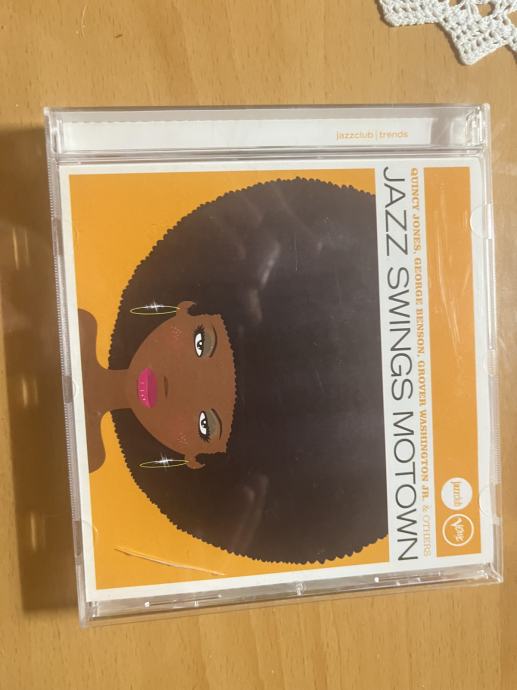 jazzclub | trends
jazzclub
Verve
QUINCY JONES, GEORGE BENSON, GROVER WASHINGTON JR. & OTHERS
JAZZ SWINGS MOTOWN